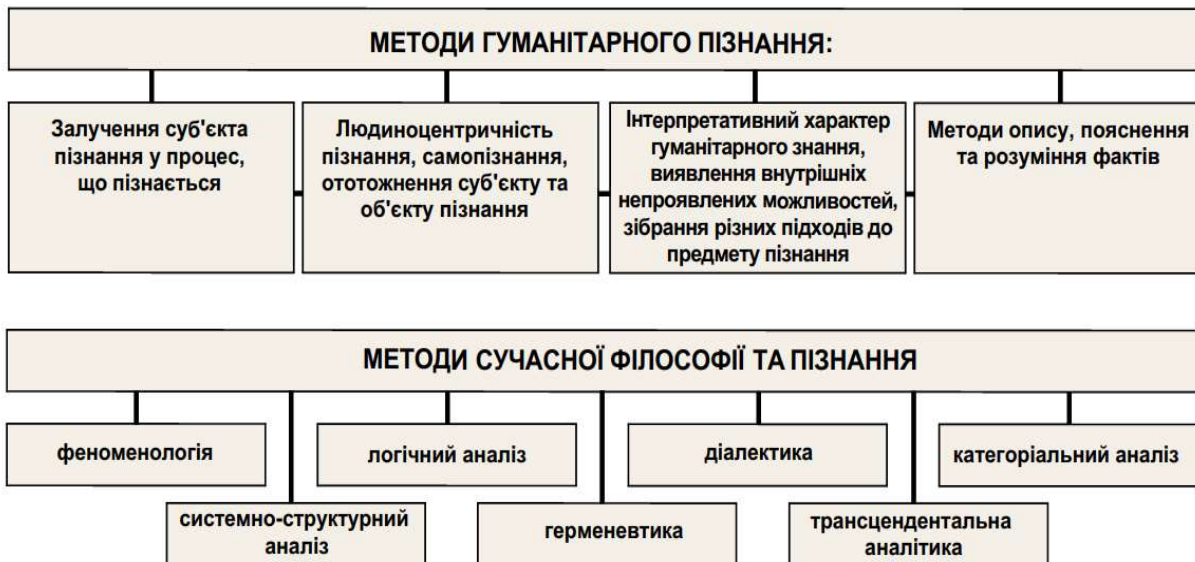 МЕТОДИ ГУМАНІТАРНОГО ПІЗНАННЯ:
Залучення суб'єкта
пізнання у процес,
що пізнається
Людиноцентричність
пізнання, самопізнання,
ототожнення суб'єкту та
об'єкту пізнання
Інтерпретативний характер
гуманітарного знання,
виявлення внутрішніх
непроявлених можливостей,
зібрання різних підходів до
предмету пізнання
Методи опису, пояснення
та розуміння фактів
МЕТОДИ СУЧАСНОЇ ФІЛОСОФІЇ ТА ПІЗНАННЯ
феноменологія
логічний аналіз
діалектика
категоріальний аналіз
системно-структурний
аналіз
герменевтика
трансцендентальна
аналітика